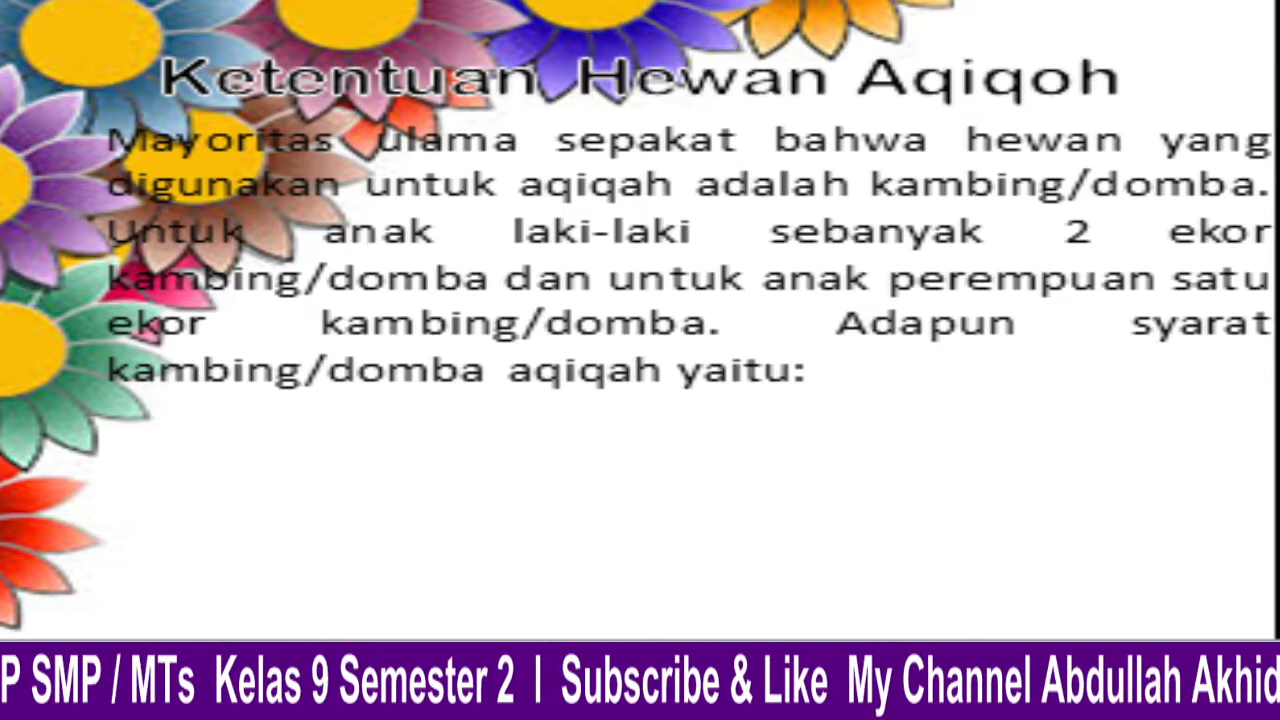 Ketentuan Hewan Aqiqoh
Mayoritas ulama sepakat bahwa hewan yang
digunakan untuk aqiqah adalah kambing/domba.
Untuk anak laki-laki sebanyak 2 ekor
kambing/domba dan untuk anak perempuan satu
ekor kambing/domba. Adapun syarat
kambing/domba aqiqah yaitu:
P SMP / MTs Kelas 9 Semester 2 I Subscribe & Like My Channel Abdullah Akhid